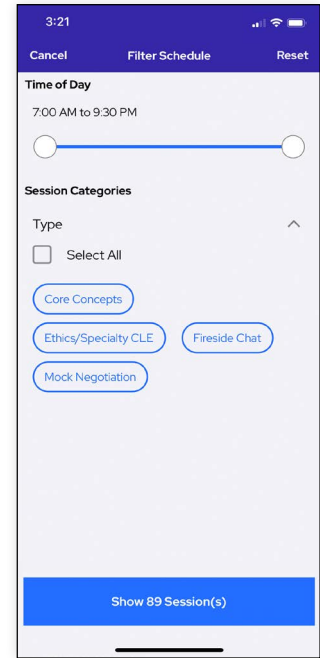 3:21
Cancel Filter Schedule Reset
Time of Day
7:00 AM to 9:30 PM
Session Categories
Type
Select All
Core Concepts
Ethics/Specialty CLE Fireside Chat
Mock Negotiation
Show 89 Session(s)